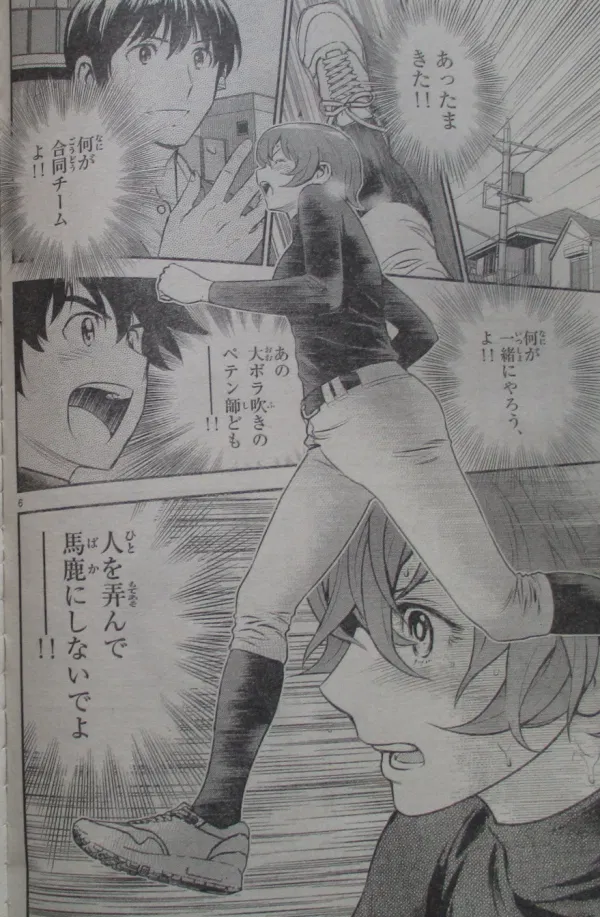 あったま
きた!!
何が
合同チーム
よ!!
何が
一緒にやろう、
よ!!
あの
大ボラ吹きの
ペテン師ども
――!!
人を弄んで
馬鹿にしないでよ
――!!
6